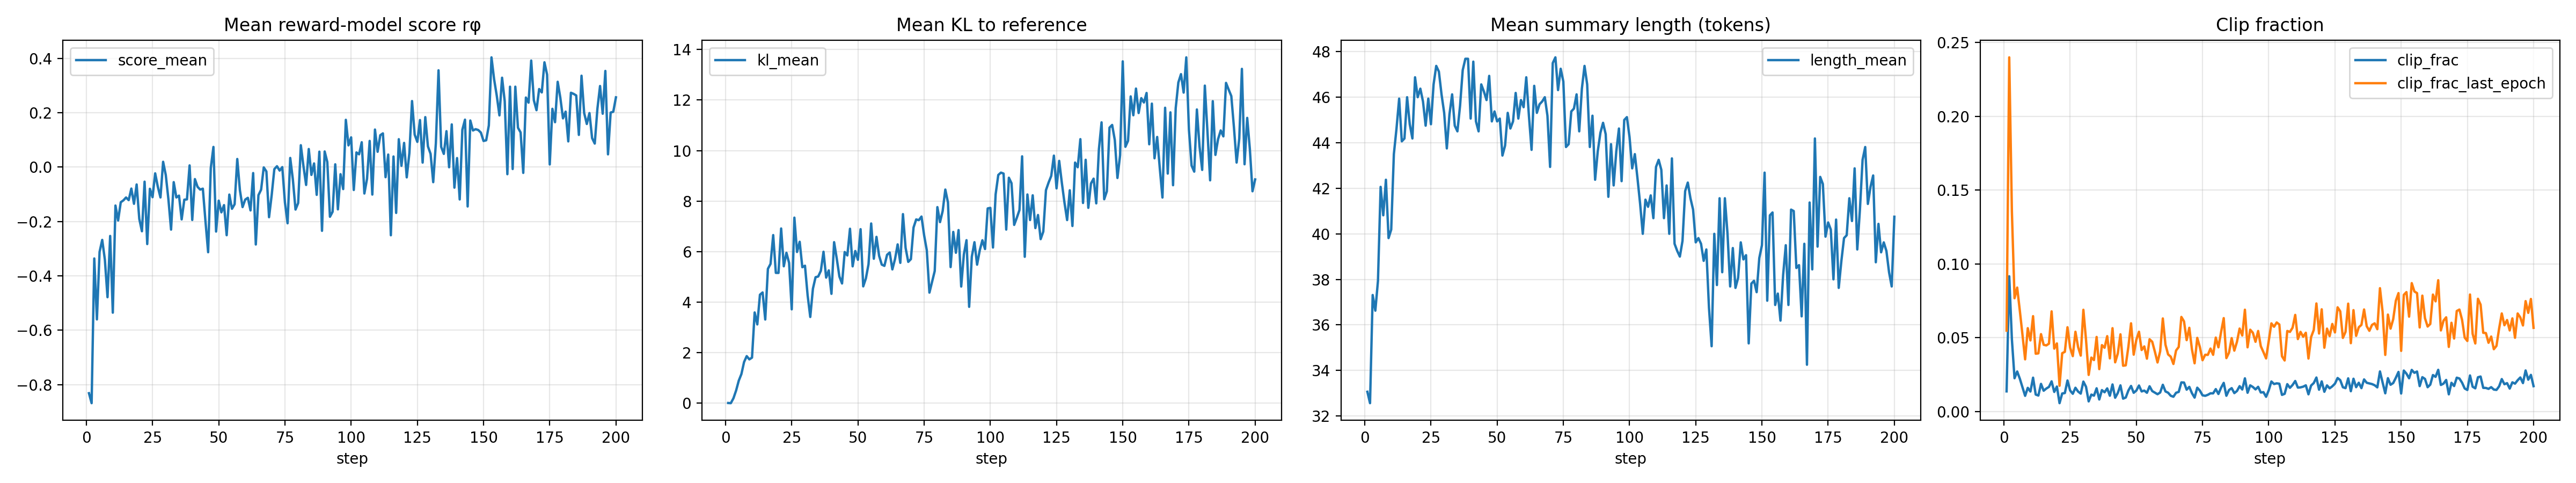 Mean reward-model score rφ
score_mean
0.4
0.2
0.0
−0.2
−0.4
−0.6
−0.8
0 25 50 75 100 125 150 175 200
step
Mean KL to reference
kl_mean
14
12
10
8
6
4
2
0
0 25 50 75 100 125 150 175 200
step
Mean summary length (tokens)
length_mean
48
46
44
42
40
38
36
34
32
0 25 50 75 100 125 150 175 200
step
Clip fraction
clip_frac
clip_frac_last_epoch
0.25
0.20
0.15
0.10
0.05
0.00
0 25 50 75 100 125 150 175 200
step